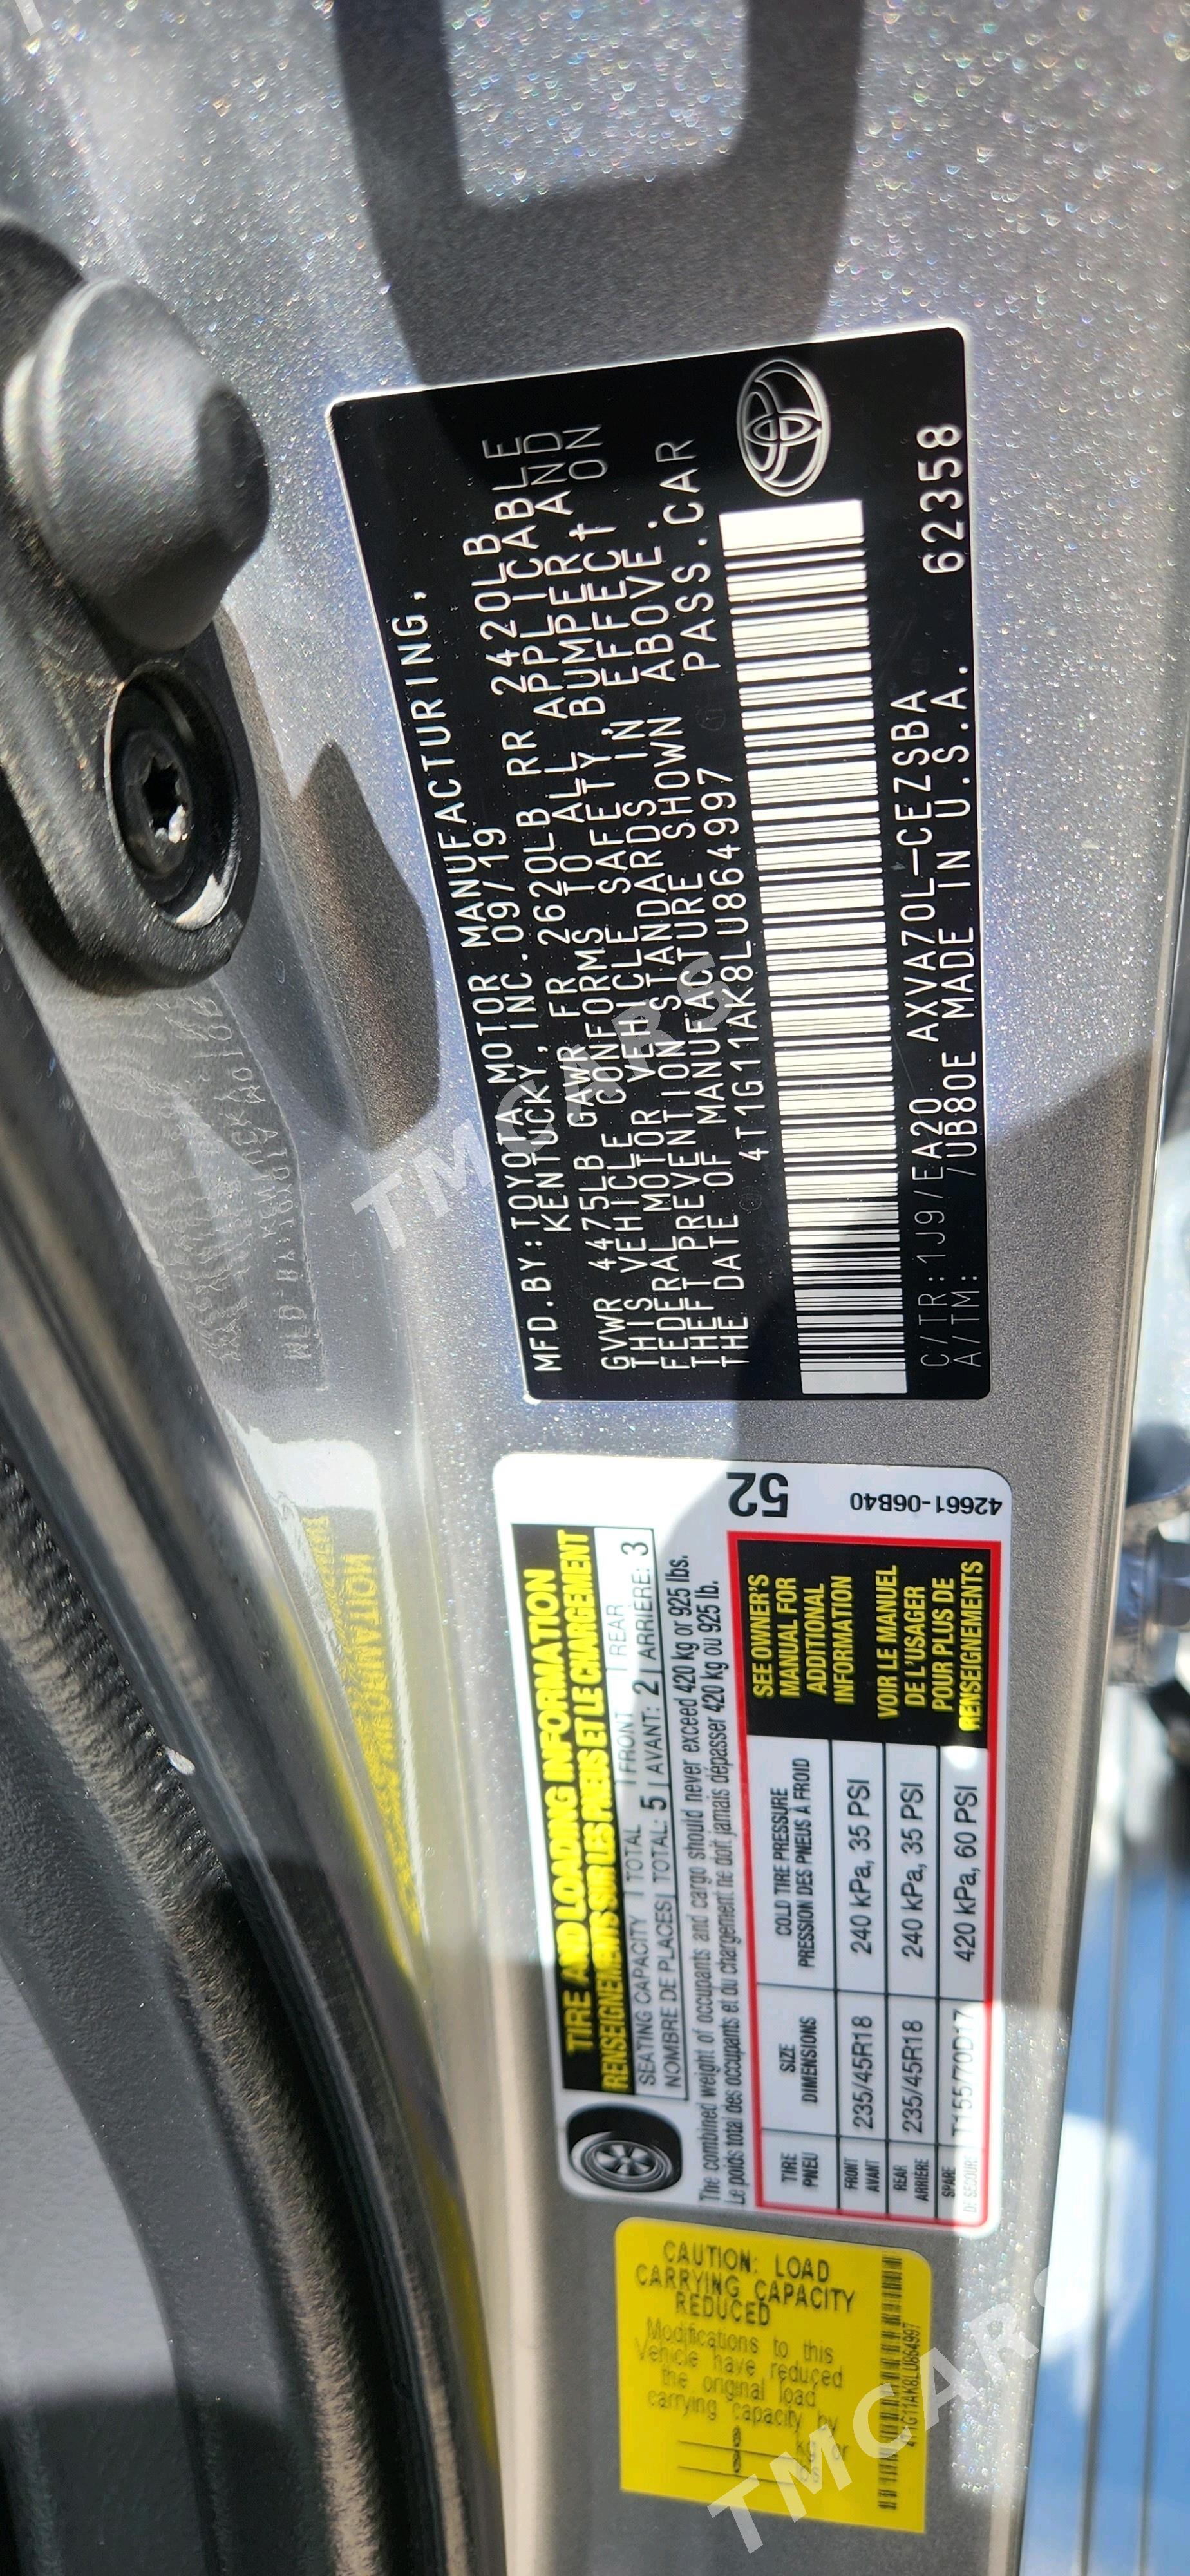 MFD.BY:TOYOTA MOTOR MANUFACTURING,
KENTUCKY,INC.09/19
GVWR 4475LB GAWR FR 2620LB RR 2420LB
THIS VEHICLE CONFORMS TO ALL APPLICABLE
FEDERAL MOTOR VEHICLE SAFETY,BUMPER,AND
THEFT PREVENTION STANDARDS IN EFFECT ON
THE DATE OF MANUFACTURE SHOWN ABOVE.
4T1G11AK8LU864997 PASS.CAR
C/TR:1J9/EA20 AXVA70L-CEZSBA 62358
A/TM: /UB80E MADE IN U.S.A.
TIRE AND LOADING INFORMATION
RENSEIGNEMENTS SUR LES PNEUS ET LE CHARGEMENT
SEATING CAPACITY TOTAL FRONT REAR
NOMBRE DE PLACES TOTAL: 5 AVANT: 2 ARRIÈRE: 3
The combined weight of occupants and cargo should never exceed 420 kg or 925 lbs.
Le poids total des occupants et du chargement ne doit jamais dépasser 420 kg ou 925 lb.
52
42661-06B40
TIRE SIZE COLD TIRE PRESSURE
PNEU DIMENSIONS PRESSION DES PNEUS À FROID
FRONT
AVANT 235/45R18 240 kPa, 35 PSI
REAR
ARRIÈRE 235/45R18 240 kPa, 35 PSI
SPARE
DE SECOURS T155/70D17 420 kPa, 60 PSI
SEE OWNER'S
MANUAL FOR
ADDITIONAL
INFORMATION
VOIR LE MANUEL
DE L'USAGER
POUR PLUS DE
RENSEIGNEMENTS
CAUTION: LOAD
CARRYING CAPACITY
REDUCED
Modifications to this
vehicle have reduced
the original load
carrying capacity by
kg or
4T1G11AK8LU864997
TMCARS
TMCARS